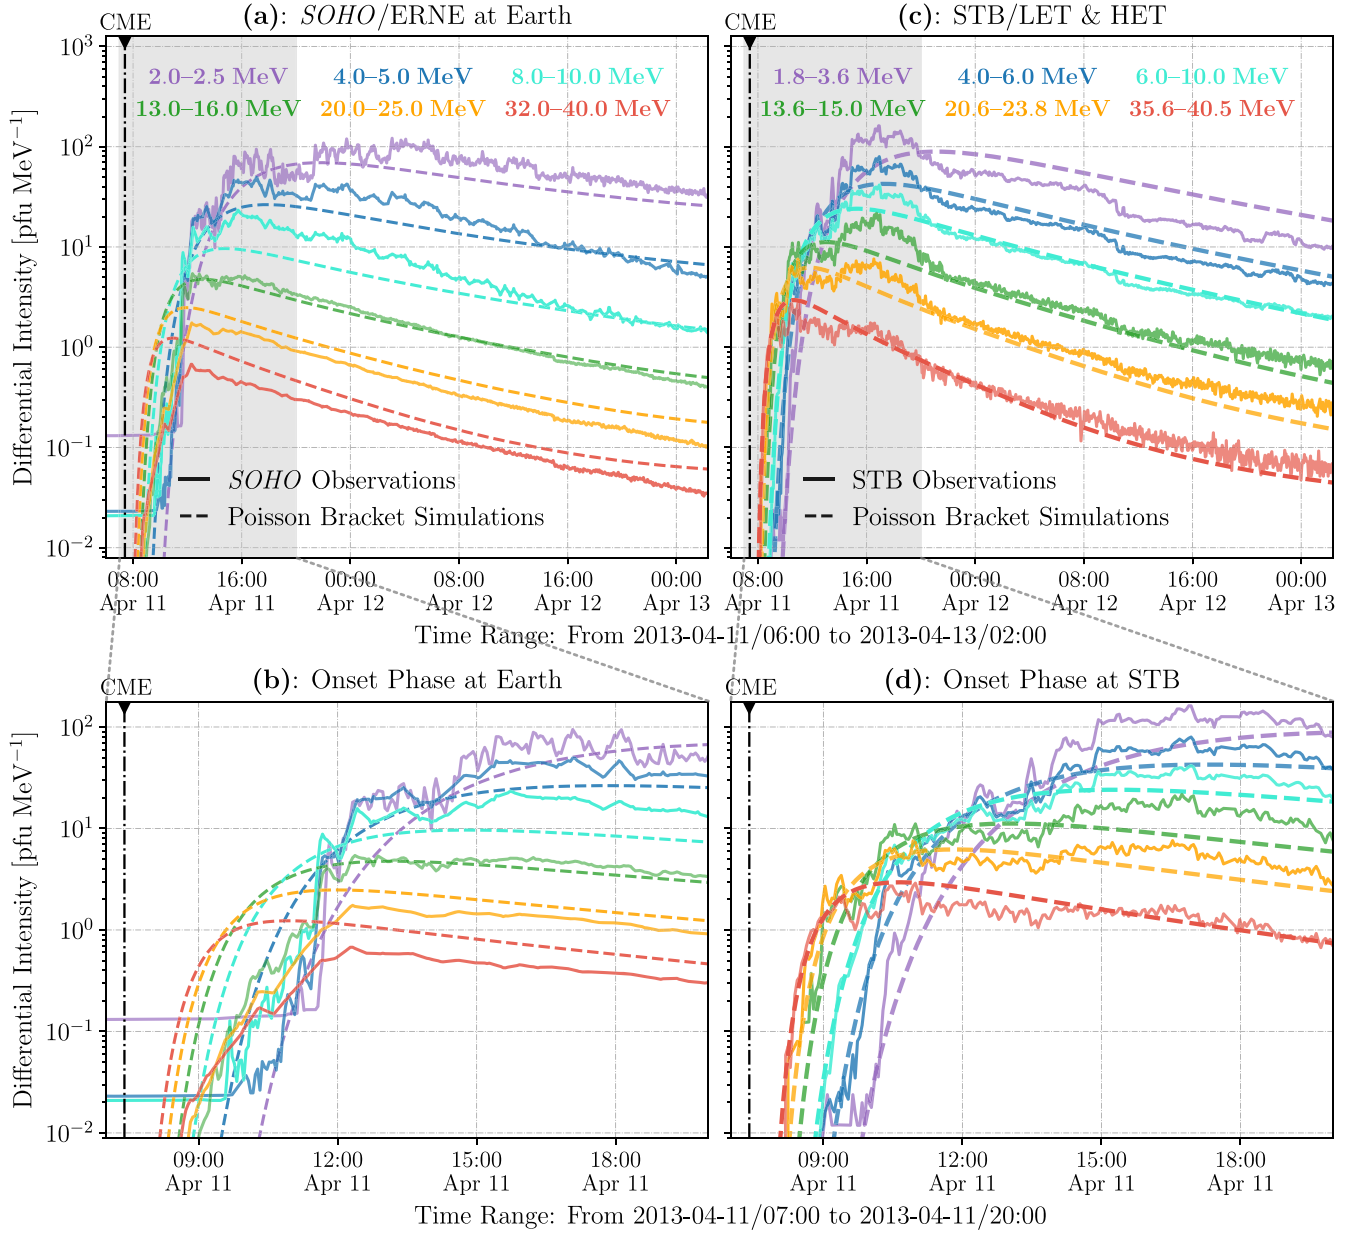 (a): SOHO/ERNE at Earth
CME
2.0–2.5 MeV 4.0–5.0 MeV 8.0–10.0 MeV
13.0–16.0 MeV 20.0–25.0 MeV 32.0–40.0 MeV
10³
10²
10¹
10⁰
10⁻¹
10⁻²
Differential Intensity [pfu MeV⁻¹]
SOHO Observations
Poisson Bracket Simulations
08:00 16:00 00:00 08:00 16:00 00:00
Apr 11 Apr 11 Apr 12 Apr 12 Apr 12 Apr 13
(c): STB/LET & HET
CME
1.8–3.6 MeV 4.0–6.0 MeV 6.0–10.0 MeV
13.6–15.0 MeV 20.6–23.8 MeV 35.6–40.5 MeV
STB Observations
Poisson Bracket Simulations
08:00 16:00 00:00 08:00 16:00 00:00
Apr 11 Apr 11 Apr 12 Apr 12 Apr 12 Apr 13
Time Range: From 2013-04-11/06:00 to 2013-04-13/02:00
(b): Onset Phase at Earth
CME
10²
10¹
10⁰
10⁻¹
10⁻²
Differential Intensity [pfu MeV⁻¹]
09:00 12:00 15:00 18:00
Apr 11 Apr 11 Apr 11 Apr 11
(d): Onset Phase at STB
CME
09:00 12:00 15:00 18:00
Apr 11 Apr 11 Apr 11 Apr 11
Time Range: From 2013-04-11/07:00 to 2013-04-11/20:00